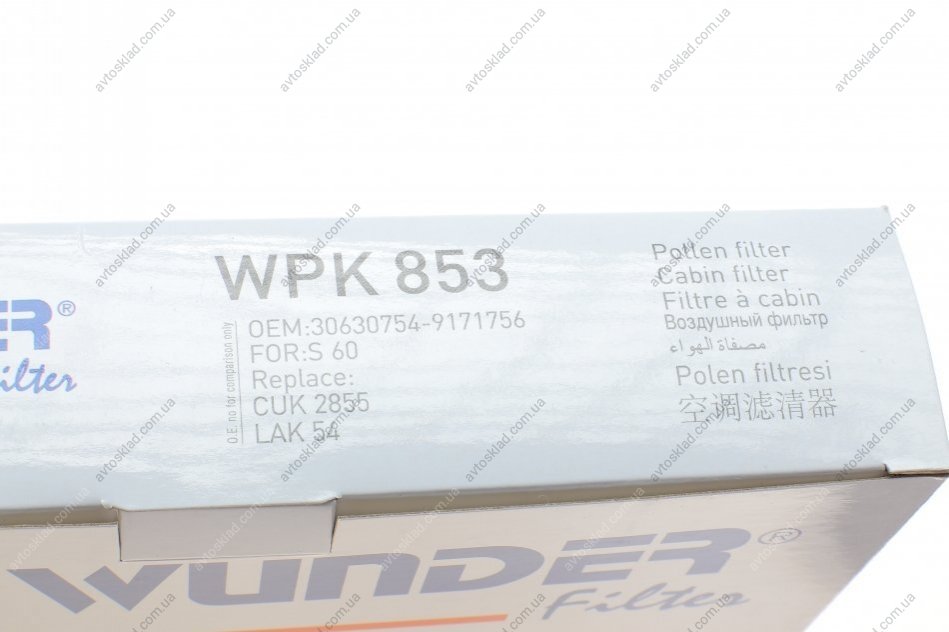 WPK 853
OEM:30630754-9171756
FOR:S 60
Replace:
CUK 2855
LAK 54
O.E. no for comparison only
Pollen filter
Cabin filter
Filtre à cabin
Воздушный фильтр
مصفاة الهواء
Polen filtresi
空调滤清器
ER®
ilter
WUNDER®
Filter
avtosklad.com.ua